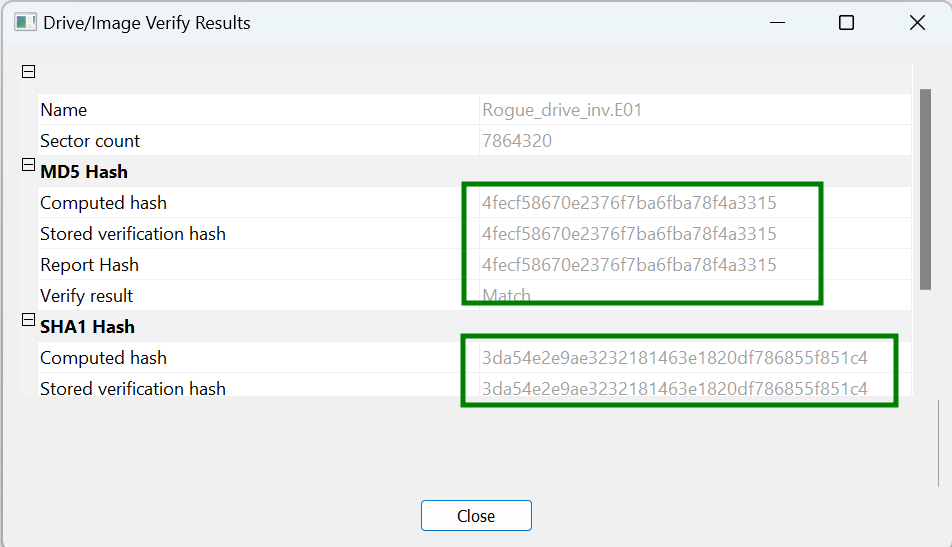 Drive/Image Verify Results
Name Rogue_drive_inv.E01
Sector count 7864320
MD5 Hash
Computed hash 4fecf58670e2376f7ba6fba78f4a3315
Stored verification hash 4fecf58670e2376f7ba6fba78f4a3315
Report Hash 4fecf58670e2376f7ba6fba78f4a3315
Verify result Match
SHA1 Hash
Computed hash 3da54e2e9ae3232181463e1820df786855f851c4
Stored verification hash 3da54e2e9ae3232181463e1820df786855f851c4
Close